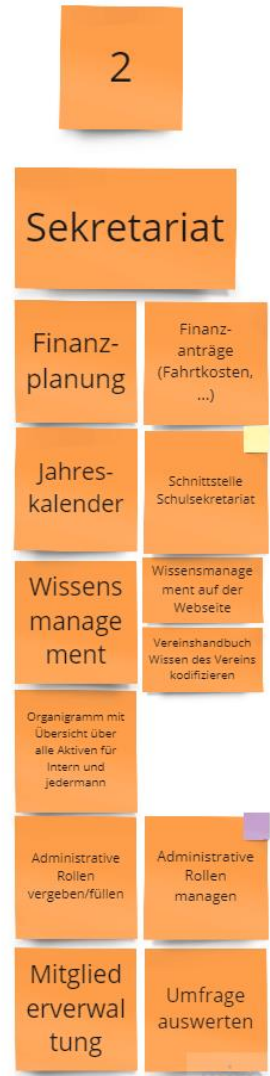 2
Sekretariat
Finanz-
planung
Finanz-
anträge
(Fahrtkosten,
...)
Jahres-
kalender
Schnittstelle
Schulsekretariat
Wissens
manage
ment
Wissensmanage
ment auf der
Webseite
Vereinshandbuch
Wissen des Vereins
kodifizieren
Organigramm mit
Übersicht über
alle Aktiven für
Intern und
jedermann
Administrative
Rollen
vergeben/füllen
Administrative
Rollen
managen
Mitglied
erverwal
tung
Umfrage
auswerten